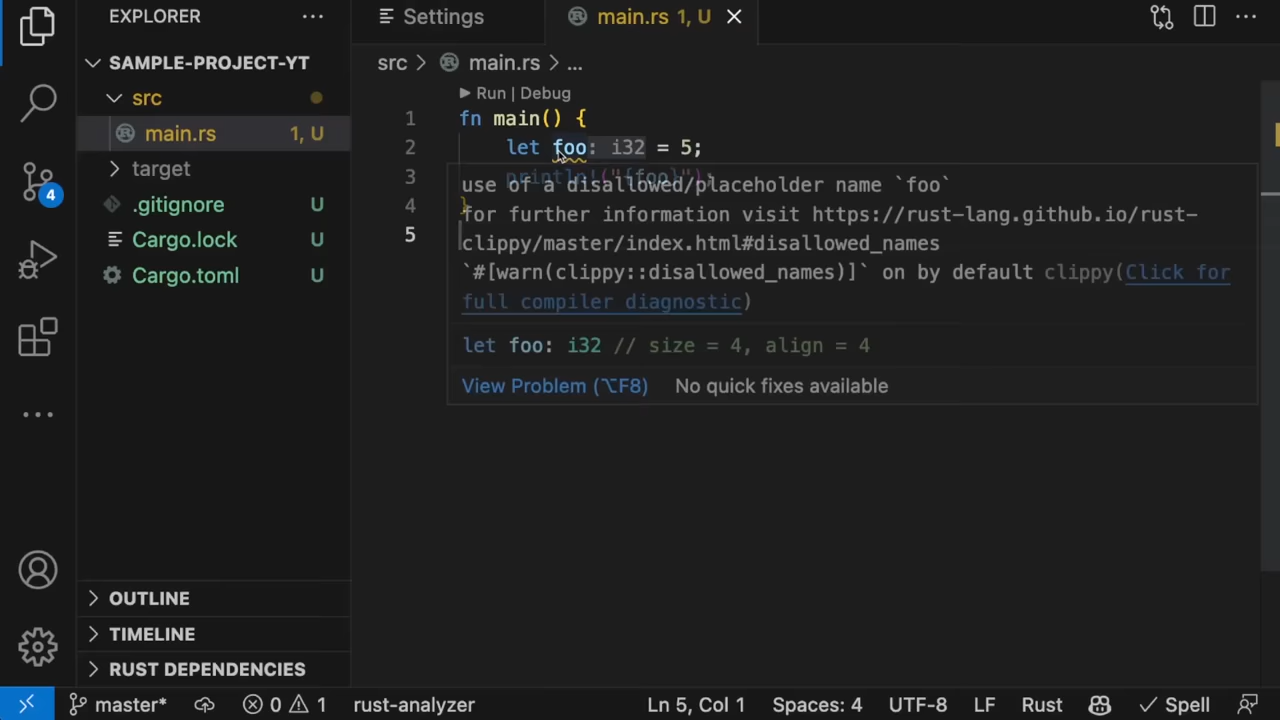 EXPLORER
SAMPLE-PROJECT-YT
src
main.rs 1, U
target
.gitignore U
Cargo.lock U
Cargo.toml U
OUTLINE
TIMELINE
RUST DEPENDENCIES
4
Settings
main.rs 1, U
src > main.rs > ...
Run | Debug
1 fn main() {
2 let foo: i32 = 5;
3 println!("{foo}");
4 }
5
use of a disallowed/placeholder name `foo`
for further information visit https://rust-lang.github.io/rust-
clippy/master/index.html#disallowed_names
`#[warn(clippy::disallowed_names)]` on by default clippy(Click for
full compiler diagnostic)
let foo: i32 // size = 4, align = 4
View Problem (⌥F8) No quick fixes available
master* 0 1 rust-analyzer Ln 5, Col 1 Spaces: 4 UTF-8 LF Rust Spell